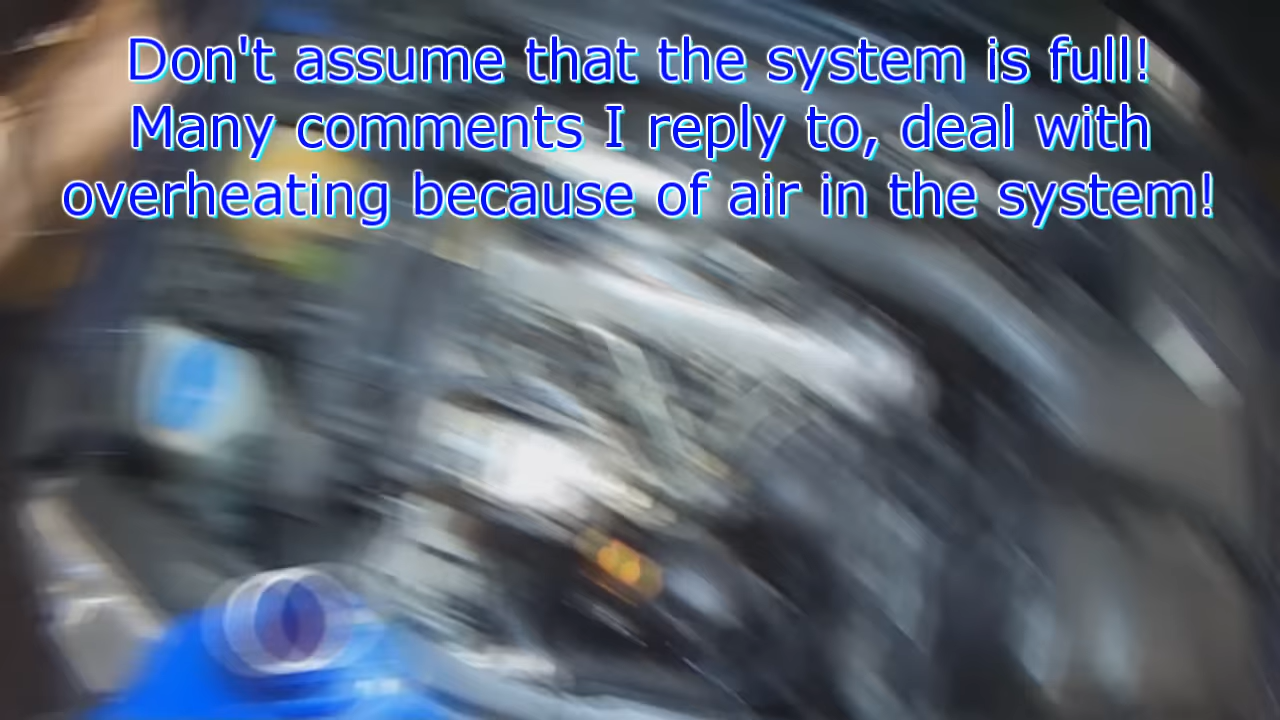 Don't assume that the system is full!
Many comments I reply to, deal with
overheating because of air in the system!